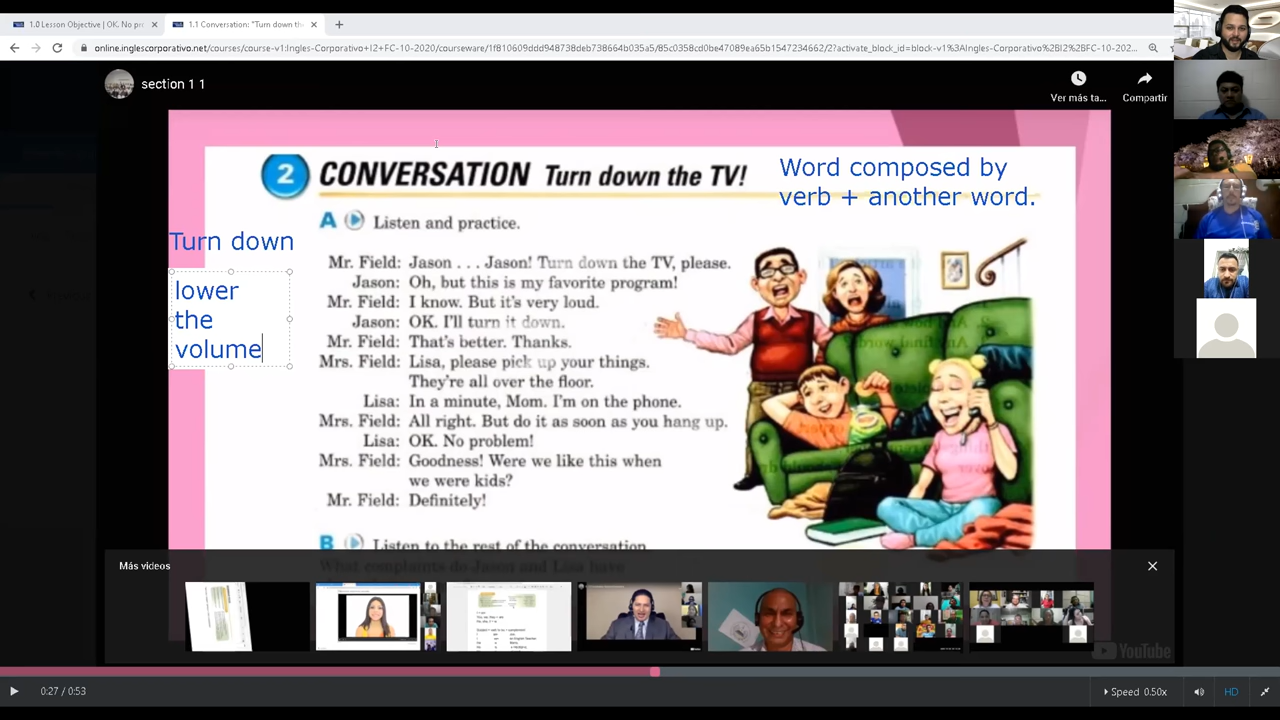 1.0 Lesson Objective | OK. No pro
1.1 Conversation: "Turn down th
online.inglescorporativo.net/courses/course-v1:Ingles-Corporativo+I2+FC-10-2020/courseware/1f810609ddd948738deb738664b035a5/85c0358cd0be47089ea65b1547234662/2?activate_block_id=block-v1%3AIngles-Corporativo%2BI2%2BFC-10-202...
section 1 1
Ver más ta...
Compartir
2 CONVERSATION Turn down the TV!
Word composed by
verb + another word.
A Listen and practice.
Turn down
lower
the
volume
Mr. Field: Jason . . . Jason! Turn down the TV, please.
Jason: Oh, but this is my favorite program!
Mr. Field: I know. But it's very loud.
Jason: OK. I'll turn it down.
Mr. Field: That's better. Thanks.
Mrs. Field: Lisa, please pick up your things.
They're all over the floor.
Lisa: In a minute, Mom. I'm on the phone.
Mrs. Field: All right. But do it as soon as you hang up.
Lisa: OK. No problem!
Mrs. Field: Goodness! Were we like this when
we were kids?
Mr. Field: Definitely!
B Listen to the rest of the conversation
What complaints do Jason and Lisa have
Más videos
YouTube
0:27 / 0:53
Speed 0.50x
HD